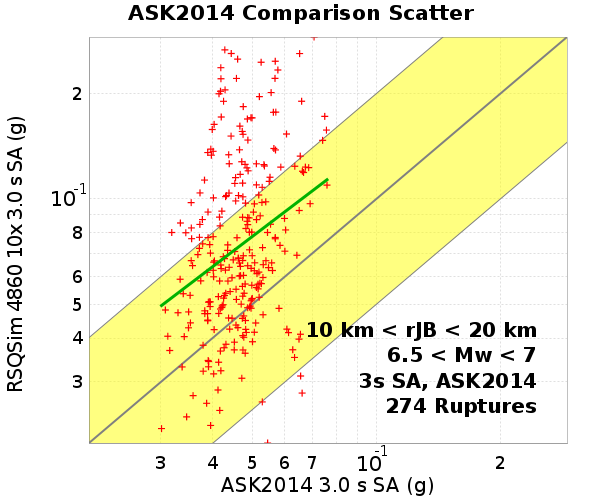 ASK2014 Comparison Scatter
RSQSim 4860 10x 3.0 s SA (g)
2
10-1
8
6
5
4
3
10 km < rJB < 20 km
6.5 < Mw < 7
3s SA, ASK2014
274 Ruptures
3 4 5 6 7 10-1 2
ASK2014 3.0 s SA (g)